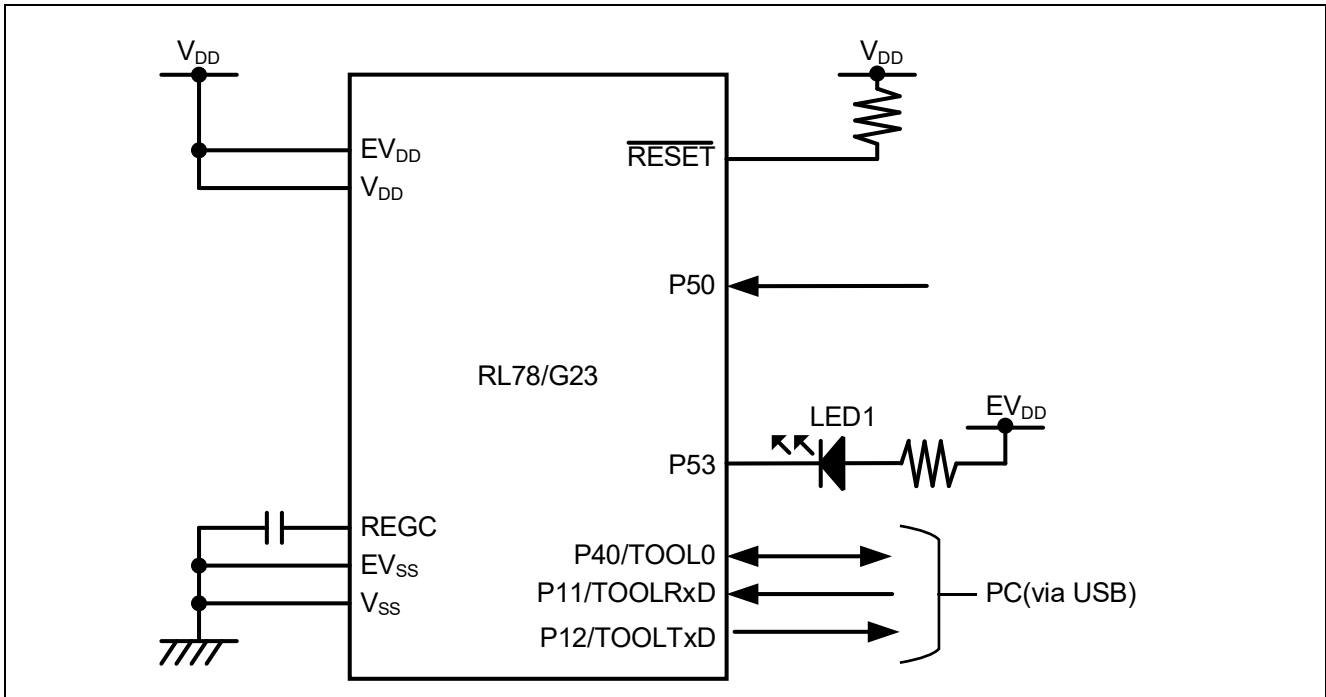 VDD
VDD
EVDD
RESET
VDD
P50
RL78/G23
LED1
EVDD
P53
REGC
P40/TOOL0
EVSS
P11/TOOLRxD
PC(via USB)
VSS
P12/TOOLTxD